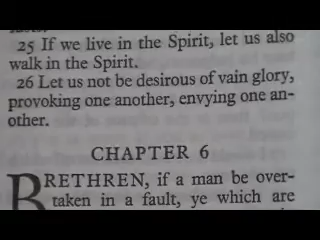 25 If we live in the Spirit, let us also
walk in the Spirit.
26 Let us not be desirous of vain glory,
provoking one another, envying one an-
other.
CHAPTER 6
BRETHREN, if a man be over-
taken in a fault, ye which are